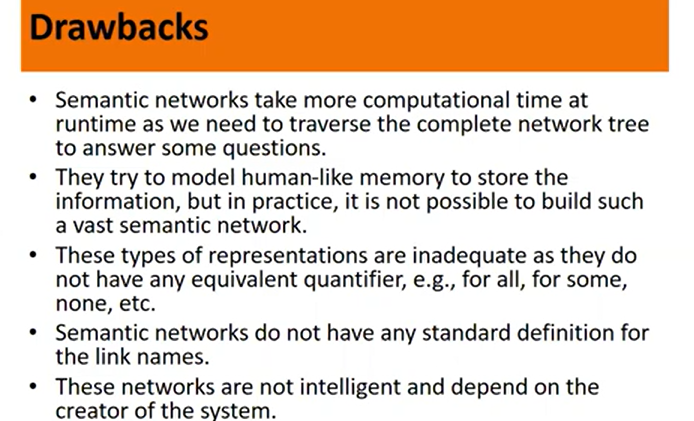 Drawbacks
• Semantic networks take more computational time at
runtime as we need to traverse the complete network tree
to answer some questions.
• They try to model human-like memory to store the
information, but in practice, it is not possible to build such
a vast semantic network.
• These types of representations are inadequate as they do
not have any equivalent quantifier, e.g., for all, for some,
none, etc.
• Semantic networks do not have any standard definition for
the link names.
• These networks are not intelligent and depend on the
creator of the system.